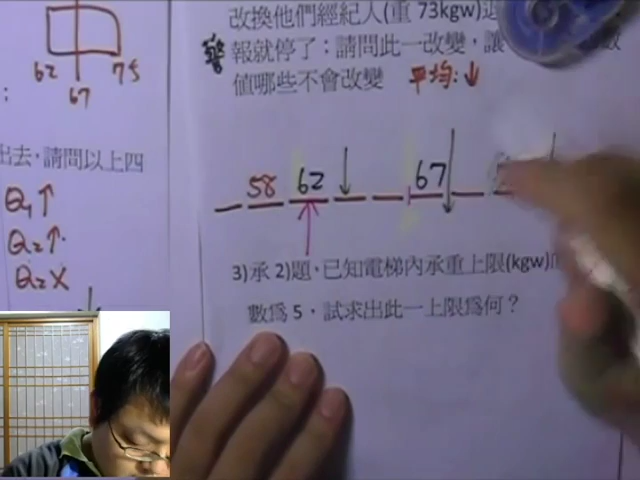 62 75
67
：
出去，請問以上四
Q₁↑
Q₂↑
Q₂X
改換他們經紀人(重 73kgw)
警報就停了；請問此一改變，讓
值哪些不會改變 平均:↓
58 62 67
3)承 2)題，已知電梯內承重上限(kgw)
數為 5，試求出此一上限為何？